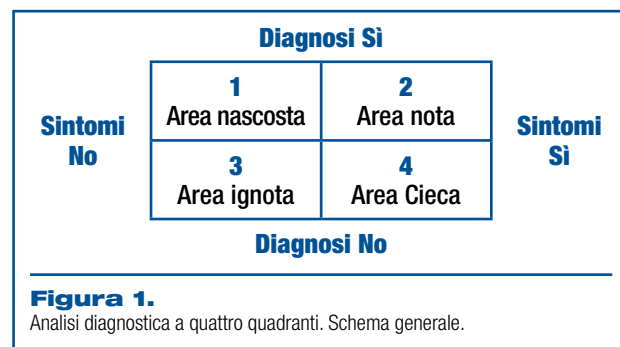 Diagnosi Sì
1 2
Area nascosta Area nota
Sintomi No
Sintomi Sì
3 4
Area ignota Area Cieca
Diagnosi No
Figura 1.
Analisi diagnostica a quattro quadranti. Schema generale.